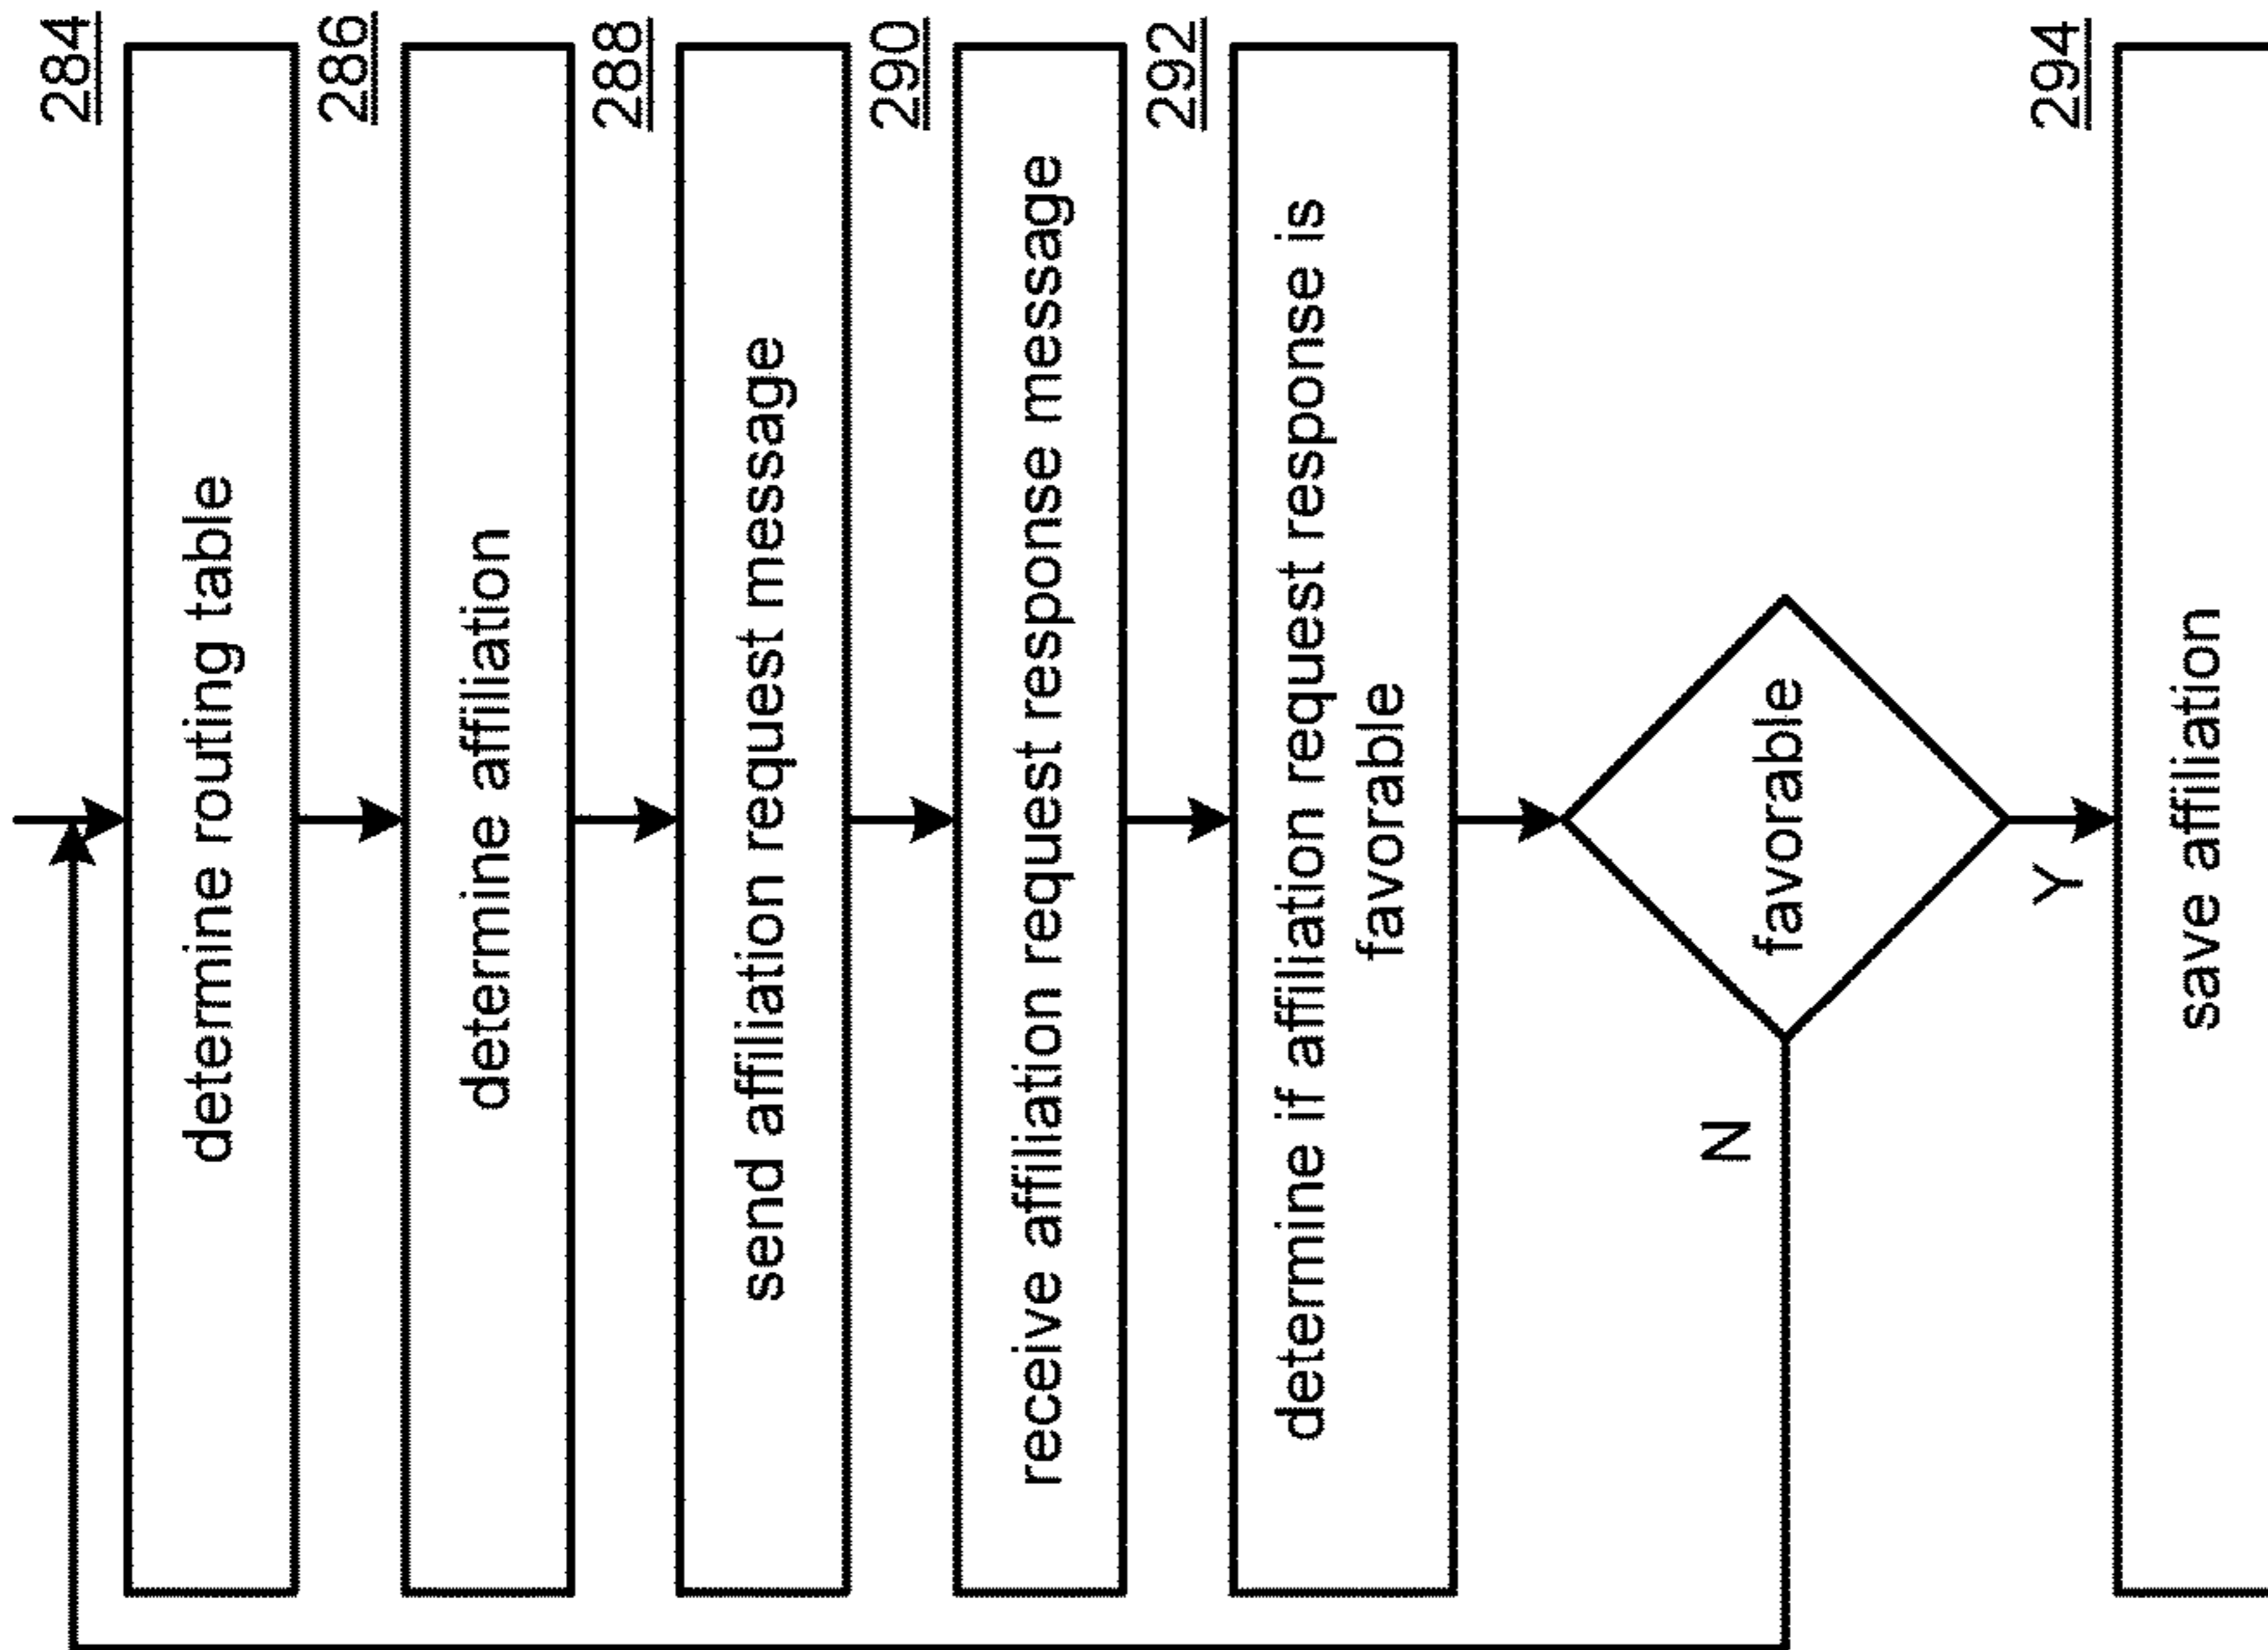 284
determine routing table
286
determine affiliation
288
send affiliation request message
290
receive affiliation request response message
292
determine if affiliation request response is
favorable
favorable
N
Y
294
save affiliation